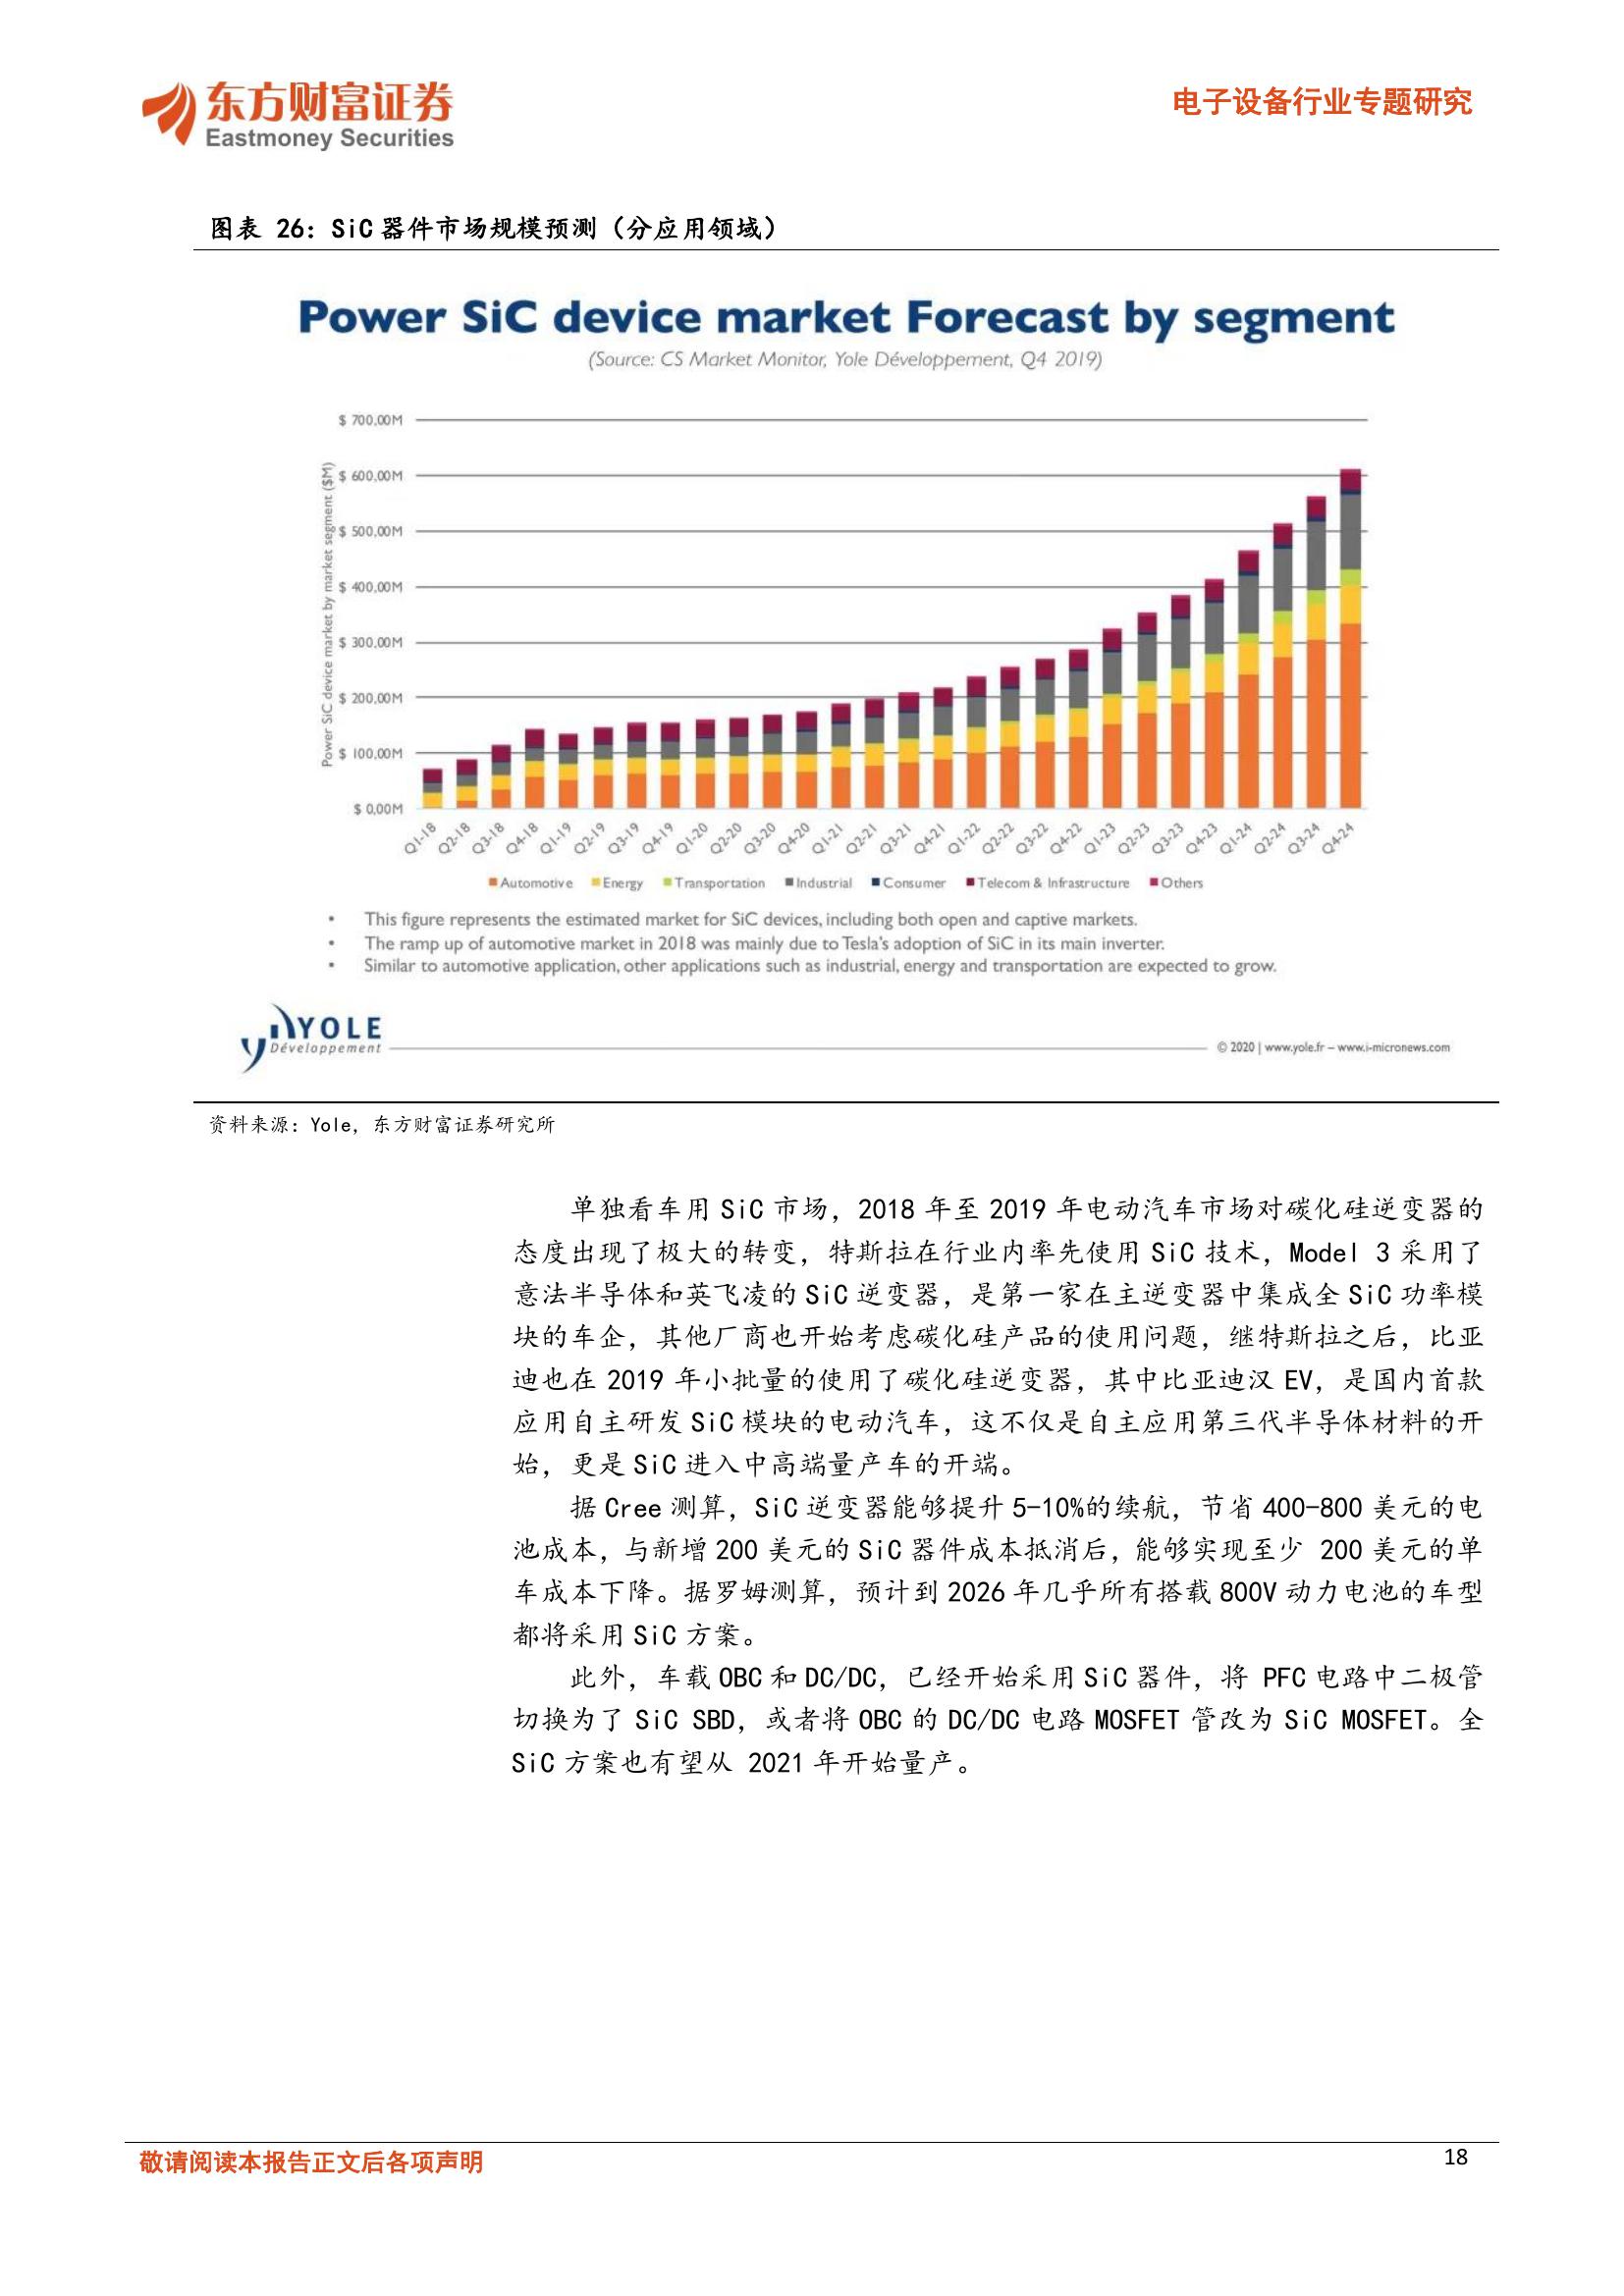 东方财富证券
Eastmoney Securities
电子设备行业专题研究
图表 26：SiC 器件市场规模预测（分应用领域）
Power SiC device market Forecast by segment
(Source: CS Market Monitor, Yole Développement, Q4 2019)
Power SiC device market by market segment ($M)
$ 700,00M
$ 600,00M
$ 500,00M
$ 400,00M
$ 300,00M
$ 200,00M
$ 100,00M
$ 0,00M
Q1-18 Q2-18 Q3-18 Q4-18 Q1-19 Q2-19 Q3-19 Q4-19 Q1-20 Q2-20 Q3-20 Q4-20 Q1-21 Q2-21 Q3-21 Q4-21 Q1-22 Q2-22 Q3-22 Q4-22 Q1-23 Q2-23 Q3-23 Q4-23 Q1-24 Q2-24 Q3-24 Q4-24
Automotive Energy Transportation Industrial Consumer Telecom & Infrastructure Others
• This figure represents the estimated market for SiC devices, including both open and captive markets.
• The ramp up of automotive market in 2018 was mainly due to Tesla's adoption of SiC in its main inverter.
• Similar to automotive application, other applications such as industrial, energy and transportation are expected to grow.
YOLE
Développement
© 2020 | www.yole.fr – www.i-micronews.com
资料来源：Yole，东方财富证券研究所
单独看车用 SiC 市场，2018 年至 2019 年电动汽车市场对碳化硅逆变器的
态度出现了极大的转变，特斯拉在行业内率先使用 SiC 技术，Model 3 采用了
意法半导体和英飞凌的 SiC 逆变器，是第一家在主逆变器中集成全 SiC 功率模
块的车企，其他厂商也开始考虑碳化硅产品的使用问题，继特斯拉之后，比亚
迪也在 2019 年小批量的使用了碳化硅逆变器，其中比亚迪汉 EV，是国内首款
应用自主研发 SiC 模块的电动汽车，这不仅是自主应用第三代半导体材料的开
始，更是 SiC 进入中高端量产车的开端。
据 Cree 测算，SiC 逆变器能够提升 5-10%的续航，节省 400-800 美元的电
池成本，与新增 200 美元的 SiC 器件成本抵消后，能够实现至少 200 美元的单
车成本下降。据罗姆测算，预计到 2026 年几乎所有搭载 800V 动力电池的车型
都将采用 SiC 方案。
此外，车载 OBC 和 DC/DC，已经开始采用 SiC 器件，将 PFC 电路中二极管
切换为了 SiC SBD，或者将 OBC 的 DC/DC 电路 MOSFET 管改为 SiC MOSFET。全
SiC 方案也有望从 2021 年开始量产。
敬请阅读本报告正文后各项声明
18